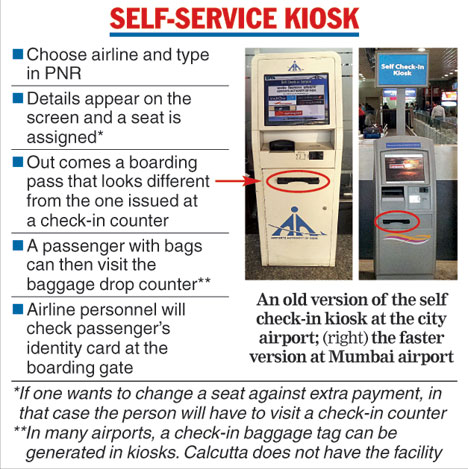 SELF-SERVICE KIOSK
Choose airline and type
in PNR
Details appear on the
screen and a seat is
assigned*
Out comes a boarding
pass that looks different
from the one issued at
a check-in counter
A passenger with bags
can then visit the
baggage drop counter**
Airline personnel will
check passenger's
identity card at the
boarding gate
AIRPORTS AUTHORITY OF INDIA
Self Check-in
Kiosk
An old version of the self
check-in kiosk at the city
airport; (right) the faster
version at Mumbai airport
*If one wants to change a seat against extra payment, in
that case the person will have to visit a check-in counter
**In many airports, a check-in baggage tag can be
generated in kiosks. Calcutta does not have the facility